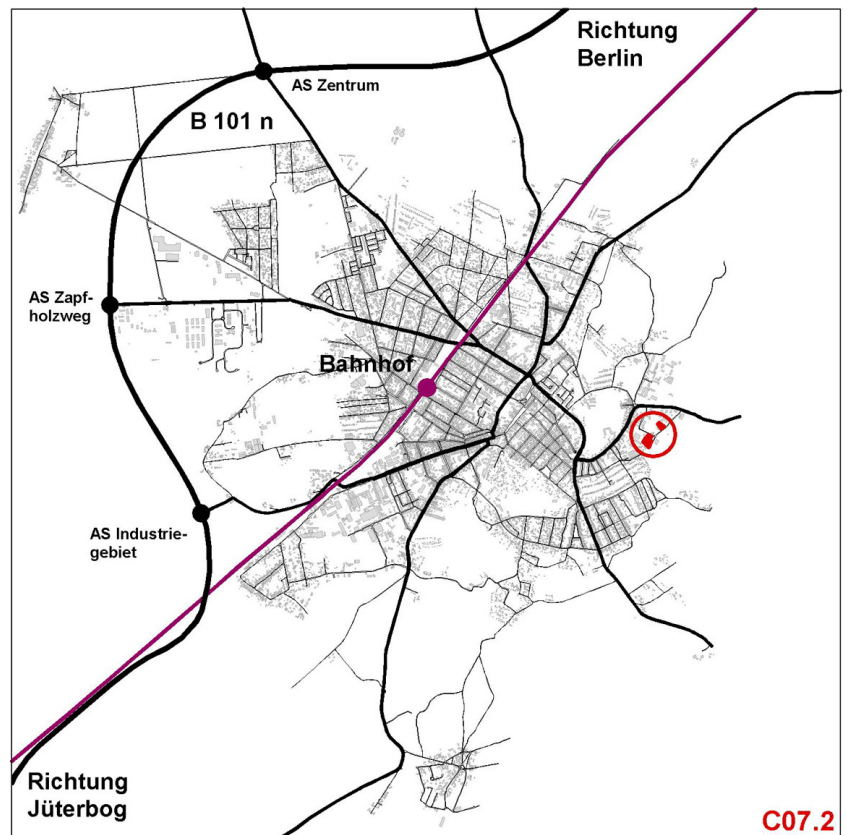 Richtung
Berlin
AS Zentrum
B 101 n
AS Zapf-
holzweg
Bahnhof
AS Industrie-
gebiet
Richtung
Jüterbog
C07.2